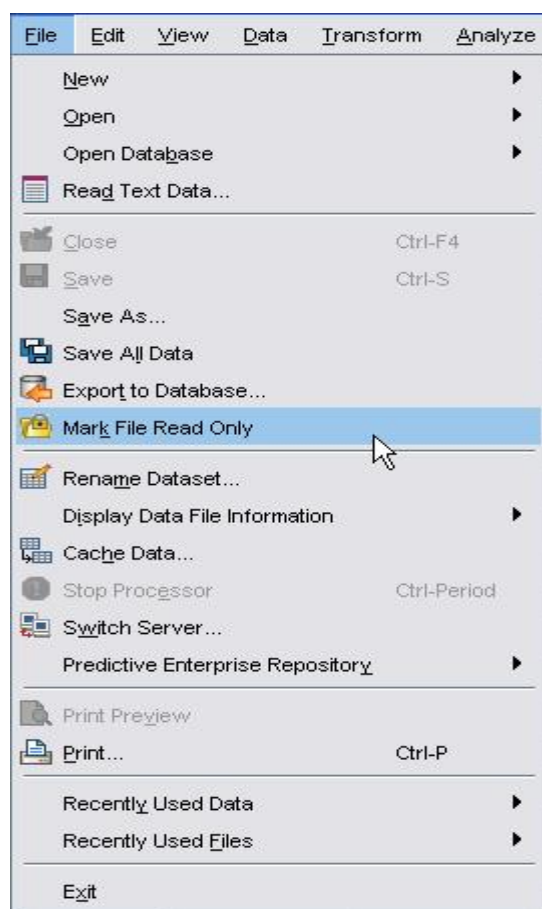 File Edit View Data Transform Analyze
New
Open
Open Database
Read Text Data...
Close Ctrl-F4
Save Ctrl-S
Save As...
Save All Data
Export to Database...
Mark File Read Only
Rename Dataset...
Display Data File Information
Cache Data...
Stop Processor Ctrl-Period
Switch Server...
Predictive Enterprise Repository
Print Preview
Print... Ctrl-P
Recently Used Data
Recently Used Files
Exit